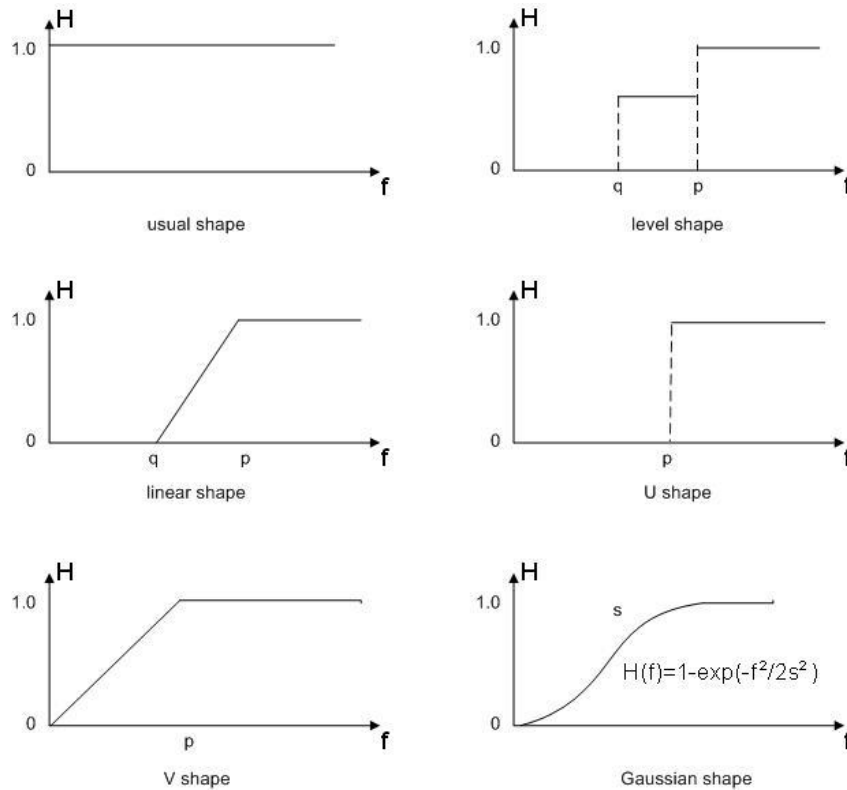 H
1.0
0
f
usual shape
H
1.0
0
q p
f
level shape
H
1.0
0
q p
f
linear shape
H
1.0
0
p
f
U shape
H
1.0
0
p
f
V shape
H
1.0
s
H(f)=1-exp(-f²/2s² )
0
f
Gaussian shape